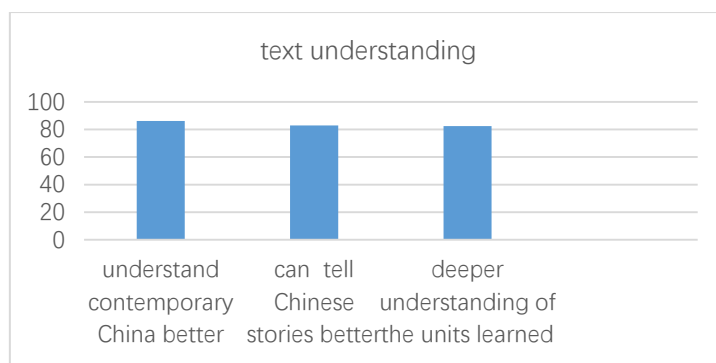 text understanding
100
80
60
40
20
0
understand contemporary China better
can tell Chinese stories better
deeper understanding of the units learned